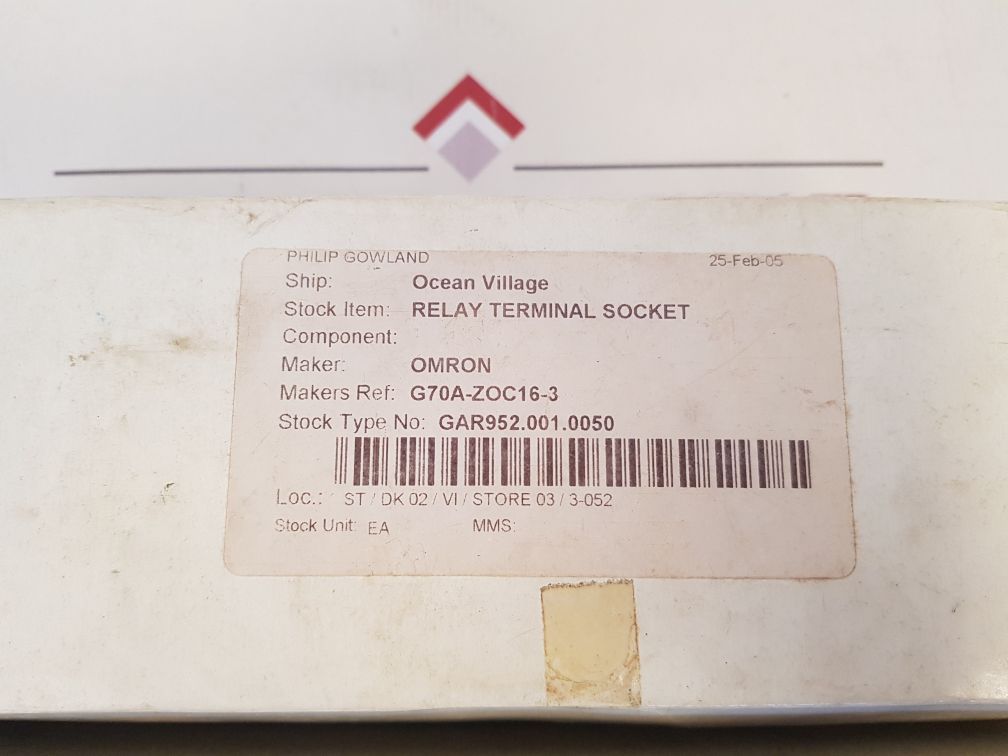 PHILIP GOWLAND 25-Feb-05
Ship: Ocean Village
Stock Item: RELAY TERMINAL SOCKET
Component:
Maker: OMRON
Makers Ref: G70A-ZOC16-3
Stock Type No: GAR952.001.0050
Loc.: ST / DK 02 / VI / STORE 03 / 3-052
Stock Unit: EA MMS: